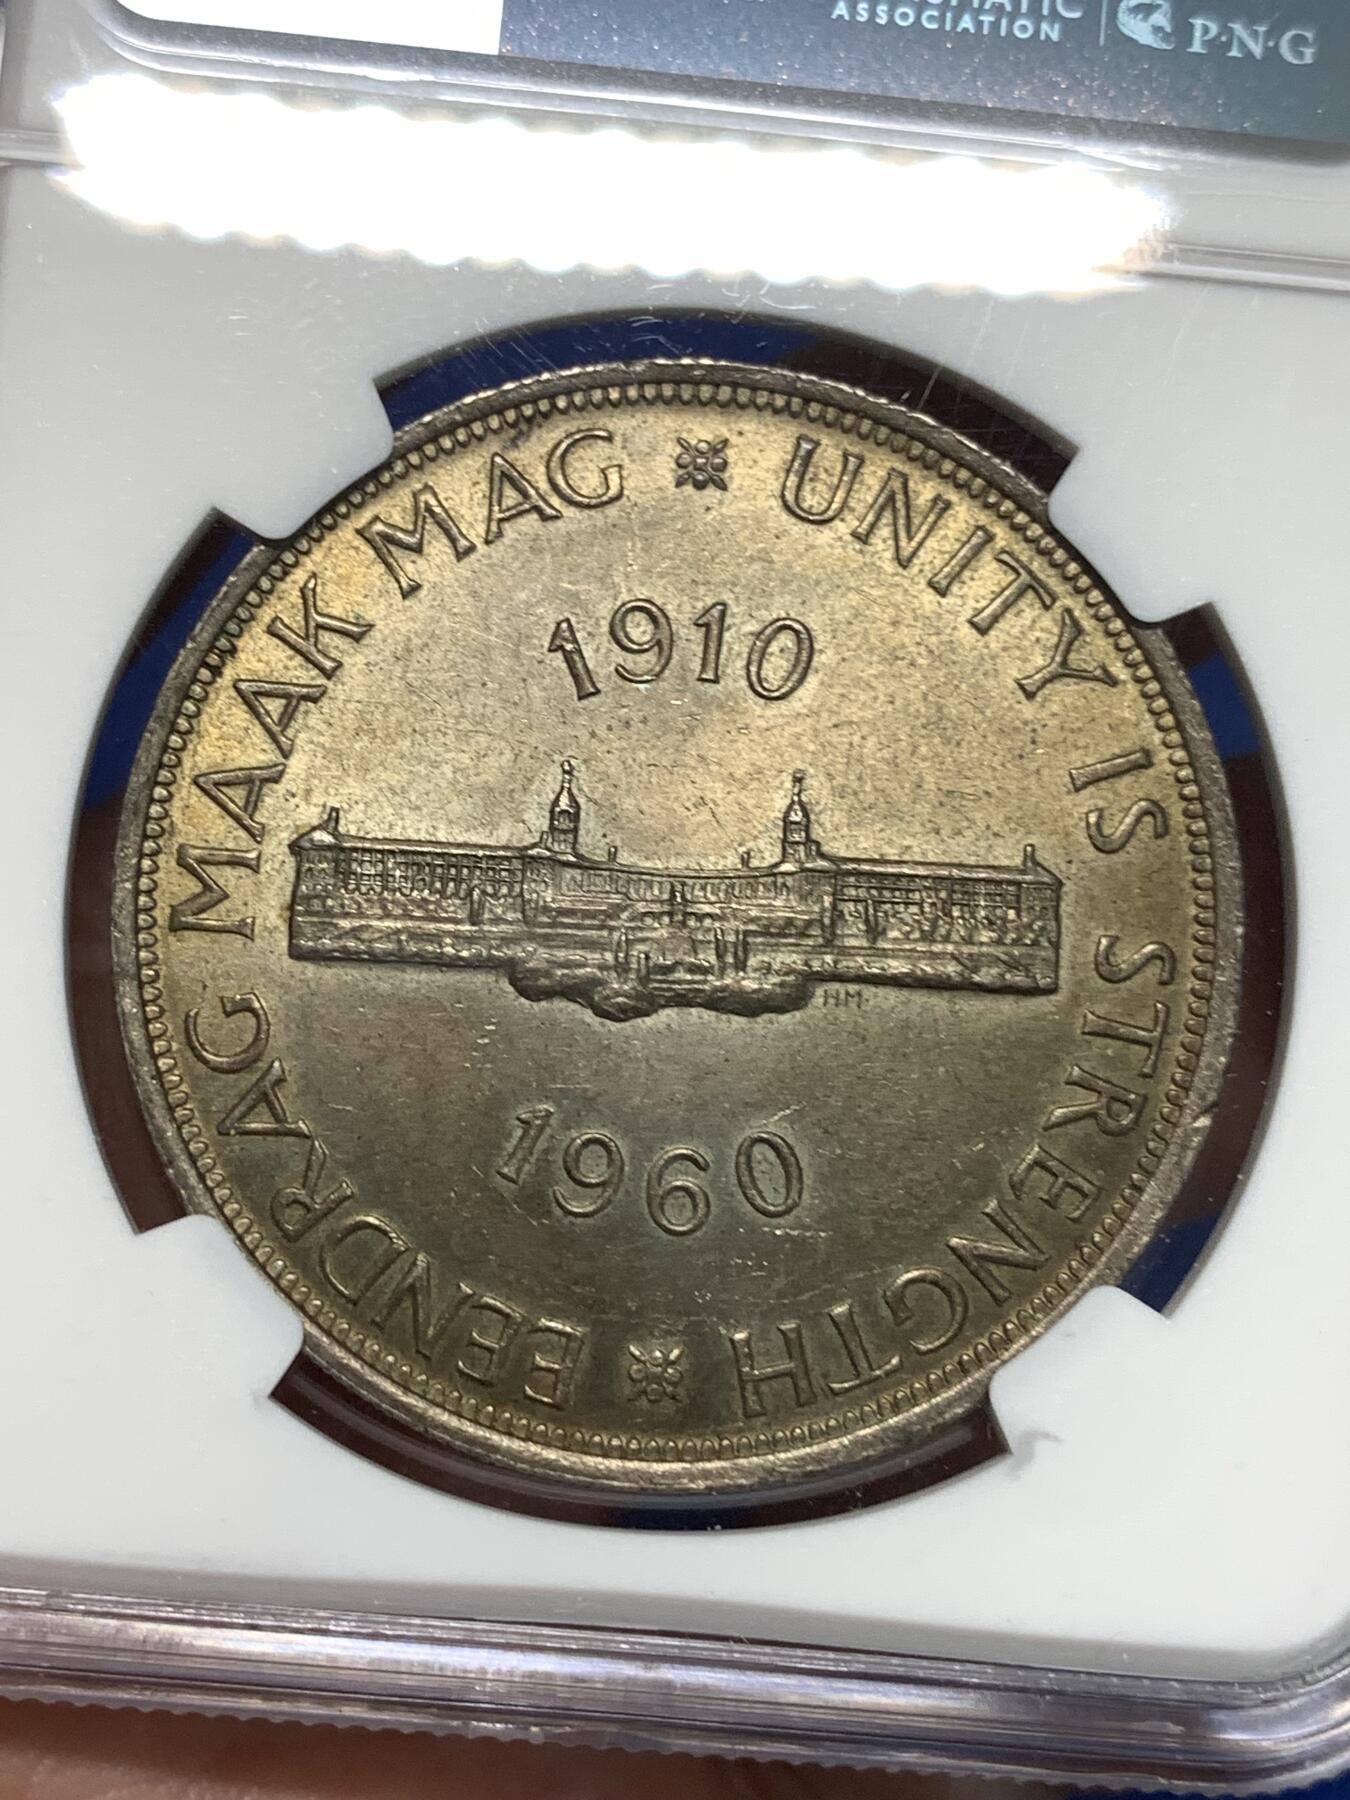 ASSOCIATION
P·N·G
EENDRAG MAAK MAG
UNITY IS STRENGTH
1910
HM
1960